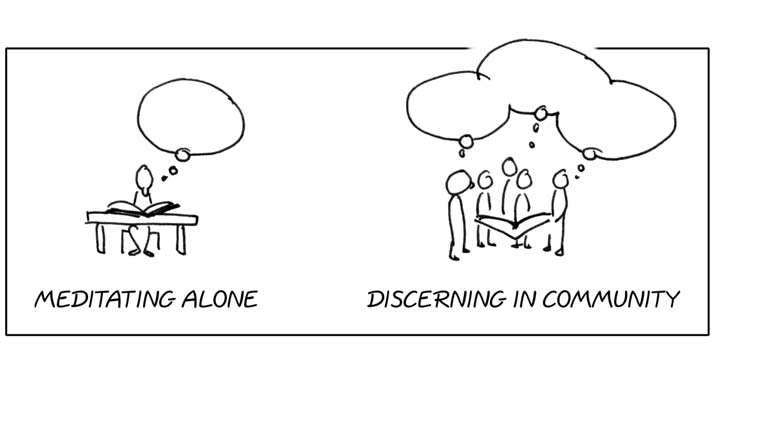 MEDITATING ALONE
DISCERNING IN COMMUNITY